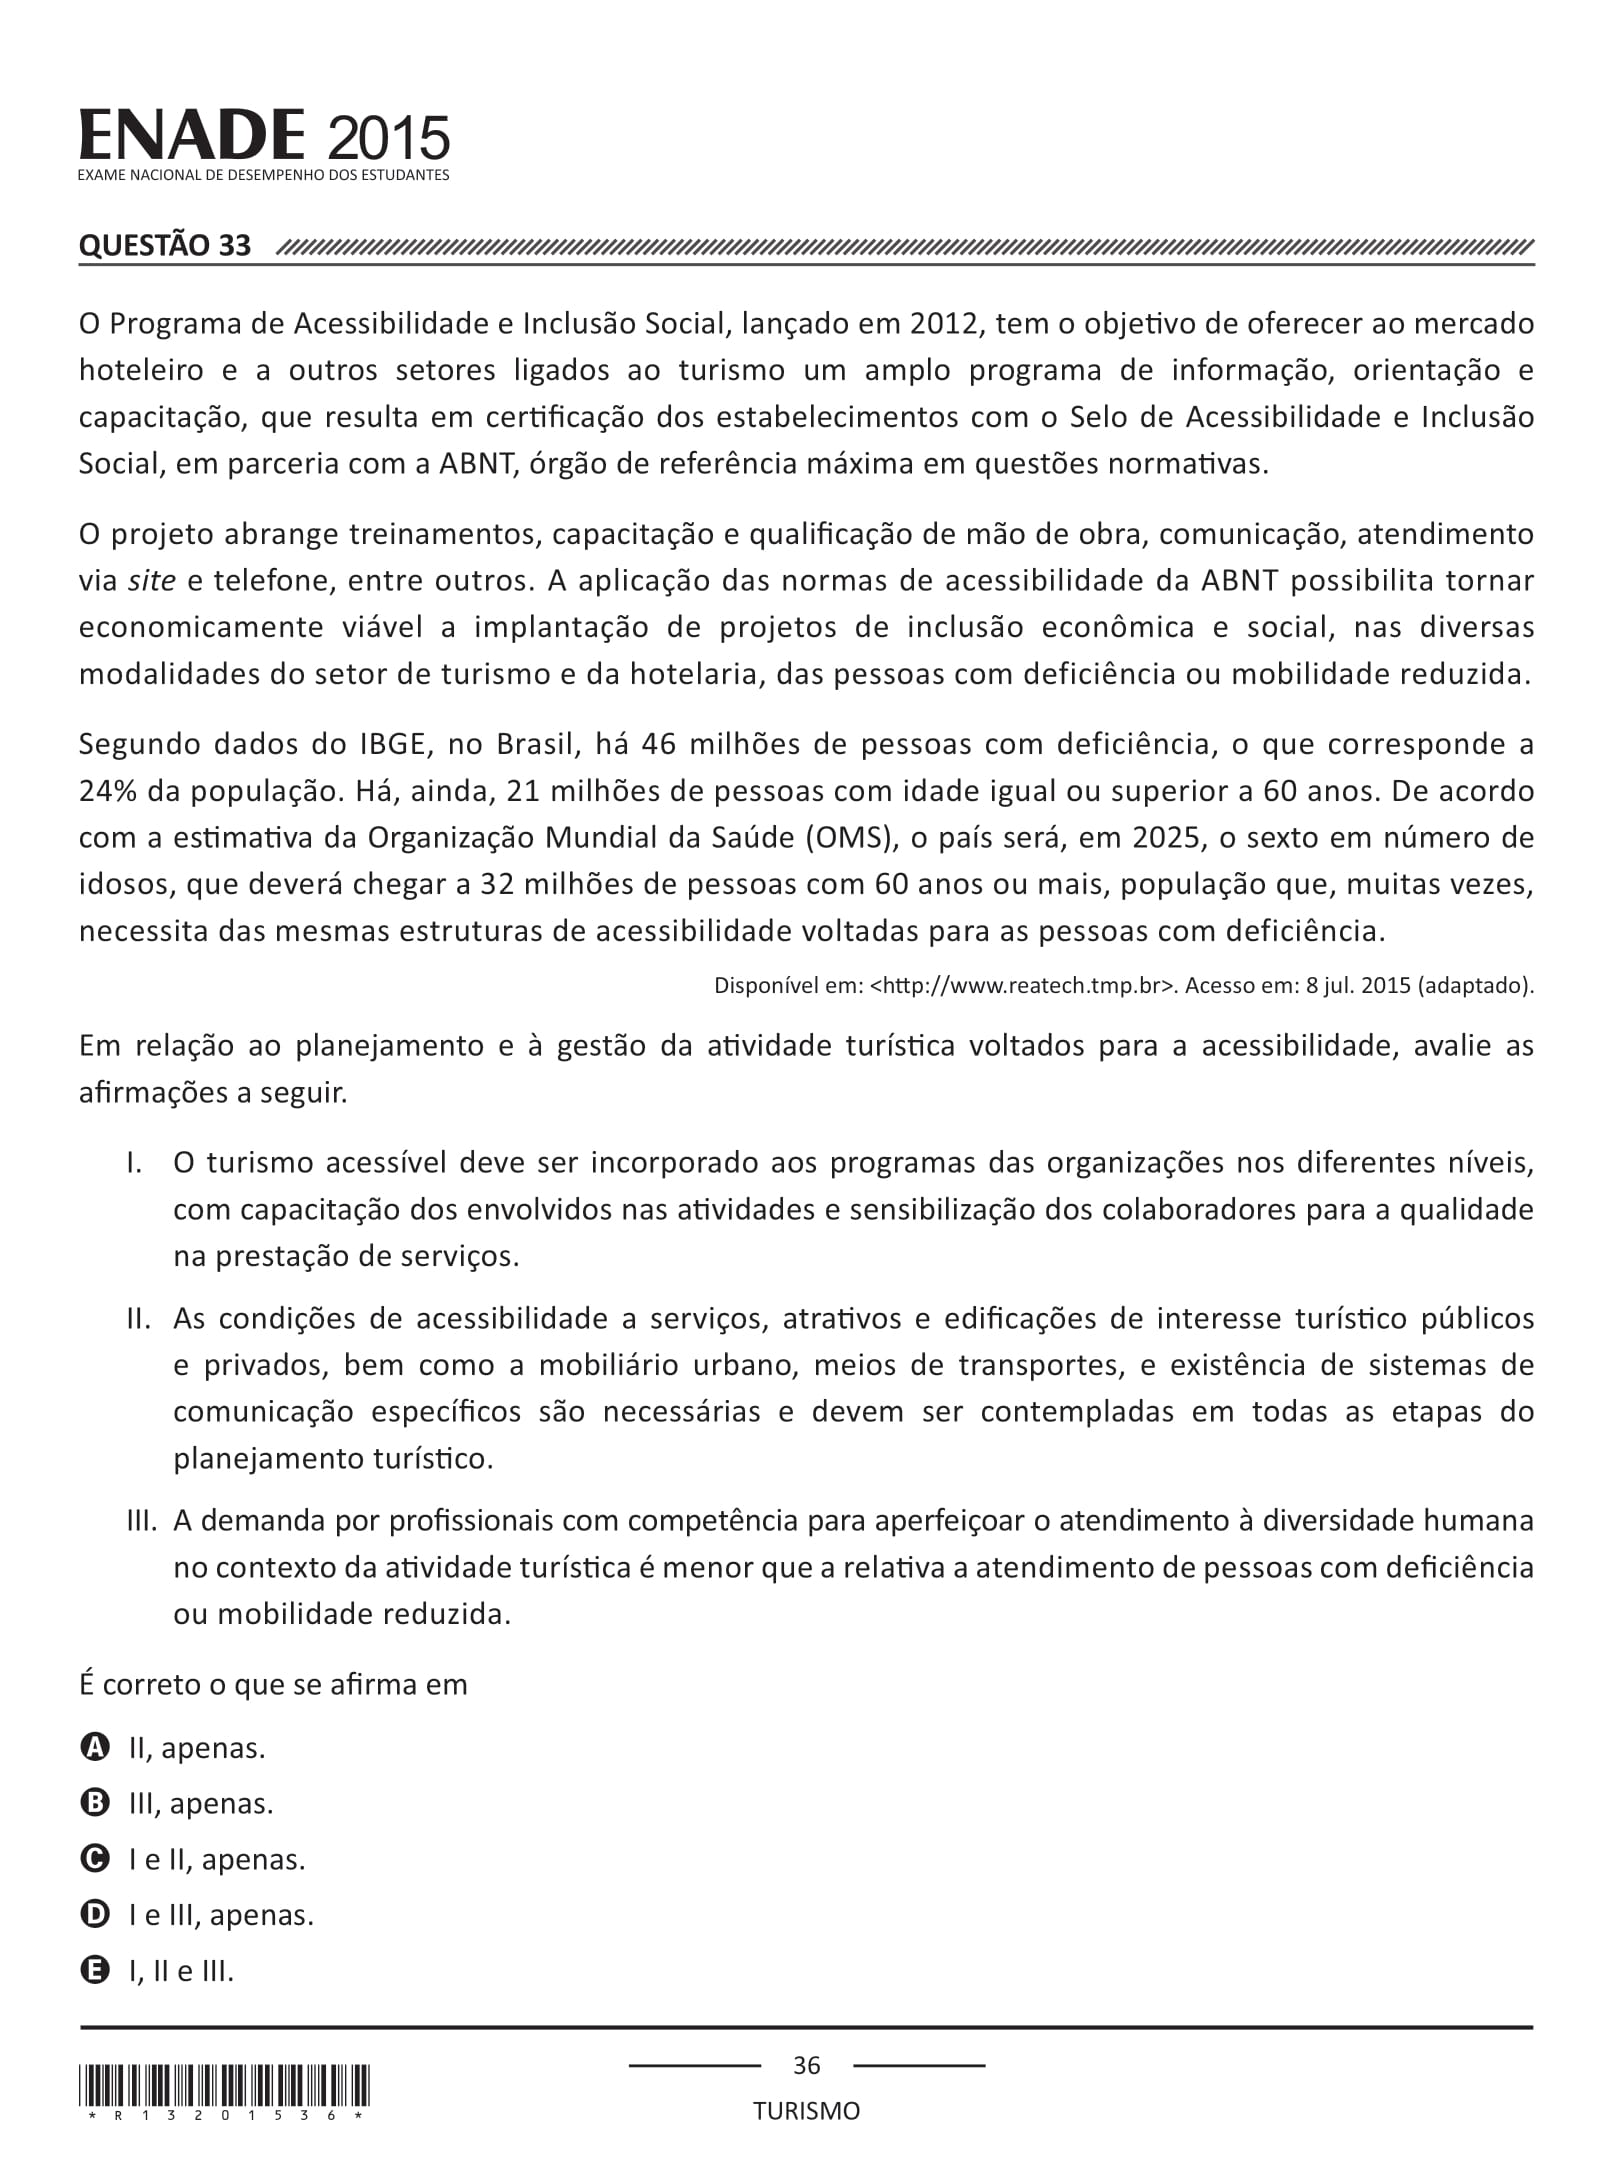 ENADE 2015
EXAME NACIONAL DE DESEMPENHO DOS ESTUDANTES
QUESTÃO 33
O Programa de Acessibilidade e Inclusão Social, lançado em 2012, tem o objetivo de oferecer ao mercado
hoteleiro e a outros setores ligados ao turismo um amplo programa de informação, orientação e
capacitação, que resulta em certificação dos estabelecimentos com o Selo de Acessibilidade e Inclusão
Social, em parceria com a ABNT, órgão de referência máxima em questões normativas.
O projeto abrange treinamentos, capacitação e qualificação de mão de obra, comunicação, atendimento
via site e telefone, entre outros. A aplicação das normas de acessibilidade da ABNT possibilita tornar
economicamente viável a implantação de projetos de inclusão econômica e social, nas diversas
modalidades do setor de turismo e da hotelaria, das pessoas com deficiência ou mobilidade reduzida.
Segundo dados do IBGE, no Brasil, há 46 milhões de pessoas com deficiência, o que corresponde a
24% da população. Há, ainda, 21 milhões de pessoas com idade igual ou superior a 60 anos. De acordo
com a estimativa da Organização Mundial da Saúde (OMS), o país será, em 2025, o sexto em número de
idosos, que deverá chegar a 32 milhões de pessoas com 60 anos ou mais, população que, muitas vezes,
necessita das mesmas estruturas de acessibilidade voltadas para as pessoas com deficiência.
Disponível em: <http://www.reatech.tmp.br>. Acesso em: 8 jul. 2015 (adaptado).
Em relação ao planejamento e à gestão da atividade turística voltados para a acessibilidade, avalie as
afirmações a seguir.
I. O turismo acessível deve ser incorporado aos programas das organizações nos diferentes níveis,
com capacitação dos envolvidos nas atividades e sensibilização dos colaboradores para a qualidade
na prestação de serviços.
II. As condições de acessibilidade a serviços, atrativos e edificações de interesse turístico públicos
e privados, bem como a mobiliário urbano, meios de transportes, e existência de sistemas de
comunicação específicos são necessárias e devem ser contempladas em todas as etapas do
planejamento turístico.
III. A demanda por profissionais com competência para aperfeiçoar o atendimento à diversidade humana
no contexto da atividade turística é menor que a relativa a atendimento de pessoas com deficiência
ou mobilidade reduzida.
É correto o que se afirma em
A II, apenas.
B III, apenas.
C I e II, apenas.
D I e III, apenas.
E I, II e III.
36
* R 1 3 2 0 1 5 3 6 *
TURISMO